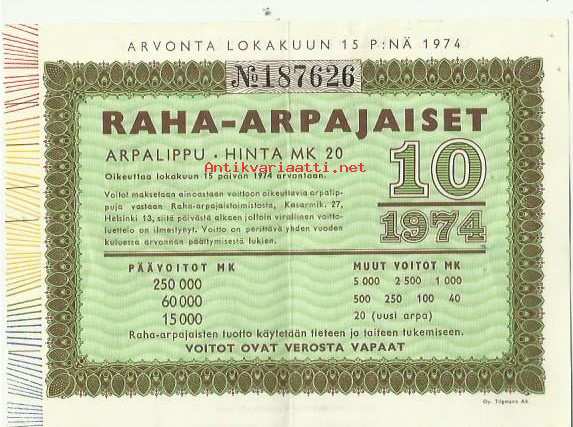 ARVONTA LOKAKUUN 15 P:NÄ 1974
№187626
RAHA-ARPAJAISET
ARPALIPPU · HINTA MK 20
10
1974
Antikvariaatti.net
Oikeuttaa lokakuun 15 päivän 1974 arvontaan.
Voitot maksetaan ainoastaan voittoon oikeuttavia arpalip-
puja vastaan Raha-arpajaistoimistosta, Kasarmik. 27,
Helsinki 13, siitä päivästä alkaen jolloin virallinen voitto-
luettelo on ilmestynyt. Voitto on perittävä yhden vuoden
kuluessa arvonnan päättymisestä lukien.
PÄÄVOITOT MK
250 000
60 000
15 000
MUUT VOITOT MK
5 000 2 500 1 000
500 250 100 40
20 (uusi arpa)
Raha-arpajaisten tuotto käytetään tieteen ja taiteen tukemiseen.
VOITOT OVAT VEROSTA VAPAAT
Oy. Tilgmann Ab.